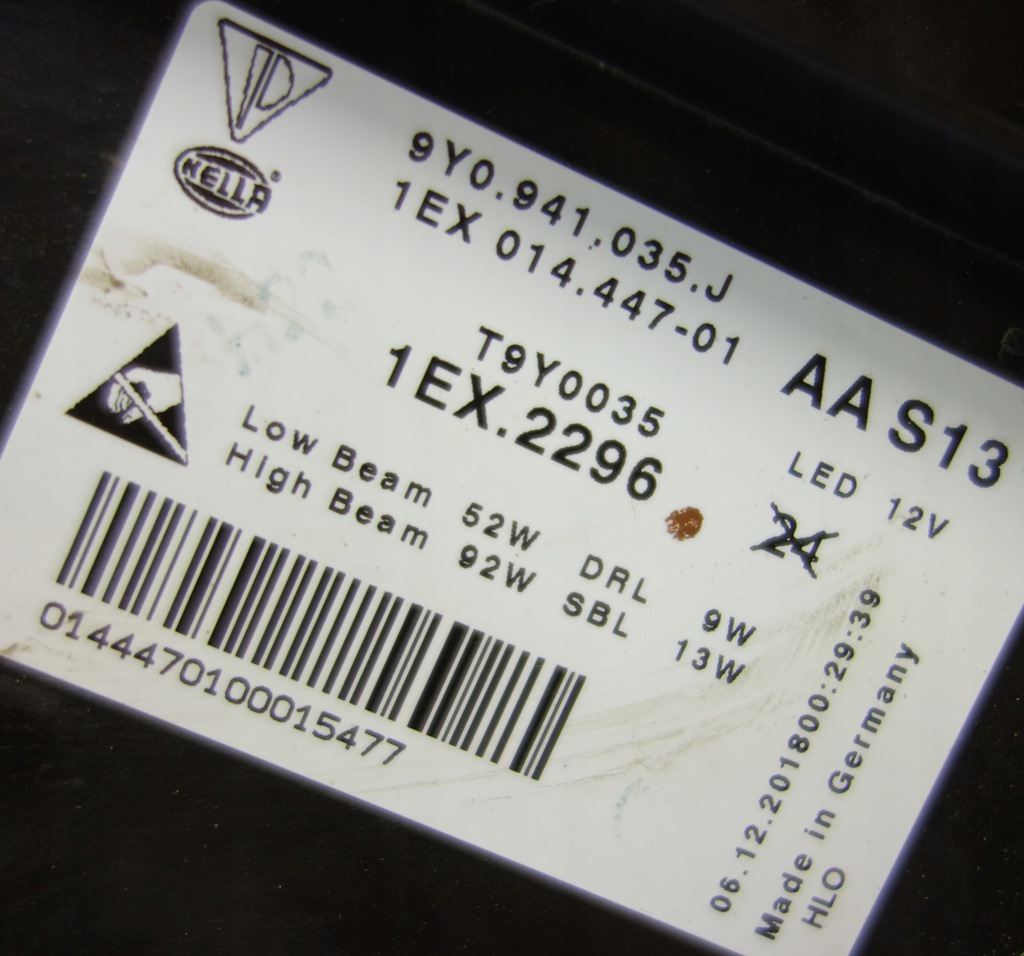 HELLA®
9Y0.941.035.J
1EX 014.447-01
T9Y0035
1EX.2296
AA S13
LED 12V
24
Low Beam 52W DRL 9W
High Beam 92W SBL 13W
0144470100015477
06.12.201800:29:39
Made in Germany
HLO